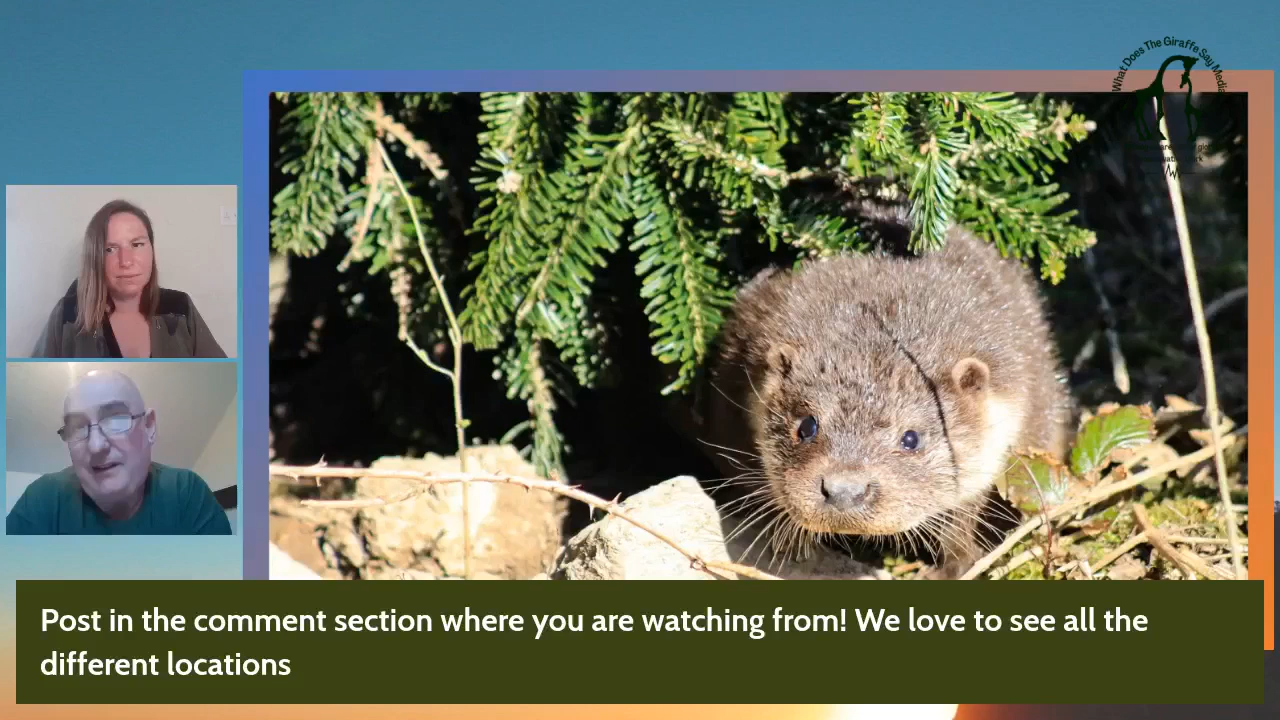 What Does The Giraffe Say Media
Post in the comment section where you are watching from! We love to see all the
different locations